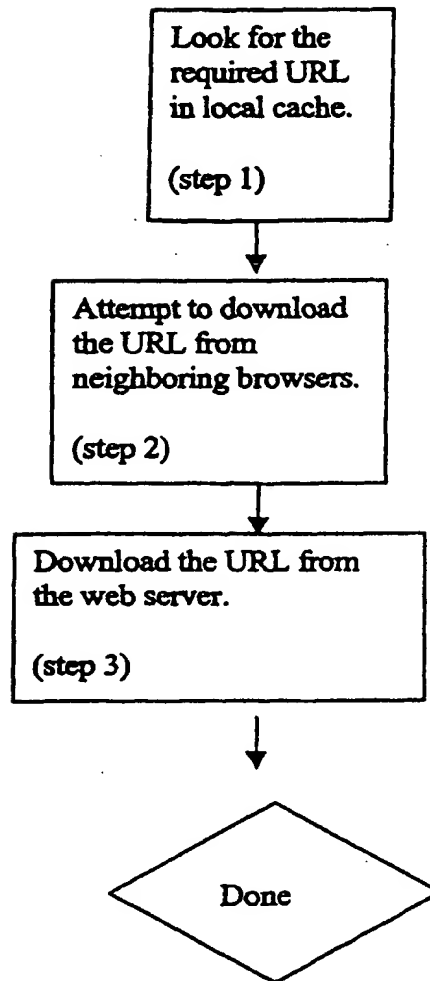 Look for the
required URL
in local cache.
(step 1)
Attempt to download
the URL from
neighboring browsers.
(step 2)
Download the URL from
the web server.
(step 3)
Done